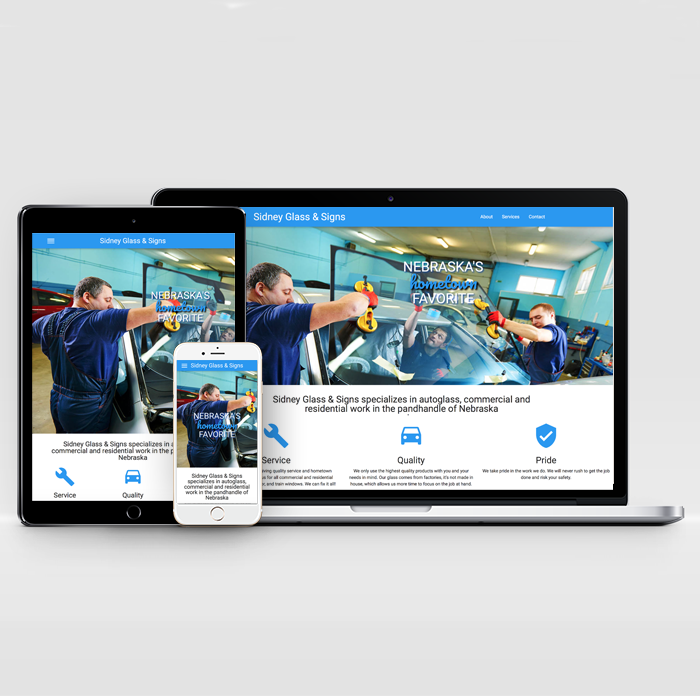 Sidney Glass & Signs
About Services Contact
NEBRASKA'S
hometown
FAVORITE
Sidney Glass & Signs specializes in autoglass, commercial and
residential work in the pandhandle of Nebraska
Service
quality service and hometown
for all commercial and residential
and train windows. We can fix it all!
Quality
We only use the highest quality products with you and your
needs in mind. Our glass comes from factories, it's not made in
house, which allows us more time to focus on the job at hand.
Pride
We take pride in the work we do. We will never rush to get the job
done and risk your safety.
Sidney Glass & Signs
NEBRASKA'S
hometown
FAVORITE
Sidney Glass & Signs specializes in
commercial and residential work in the
Nebraska
Service
Quality
Sidney Glass & Signs
NEBRASKA'S
hometown
FAVORITE
Sidney Glass & Signs
specializes in autoglass,
commercial and residential
work in the pandhandle of
Nebraska